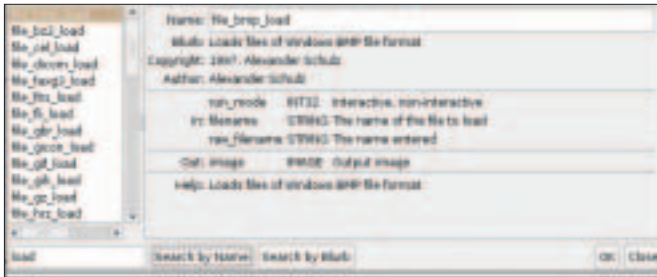 file_bz2_load
file_cel_load
file_dicom_load
file_faxg3_load
file_fits_load
file_fli_load
file_gbr_load
file_gicon_load
file_gif_load
file_gih_load
file_gz_load
file_hrz_load
load
Name: file_bmp_load
Blurb: Loads files of Windows BMP file format
Copyright: 1997, Alexander Schulz
Author: Alexander Schulz
run_mode INT32 Interactive, non-interactive
In: filename STRING The name of the file to load
raw_filename STRING The name entered
Out: image IMAGE Output image
Help: Loads files of Windows BMP file format
Search by Name Search by Blurb OK Close